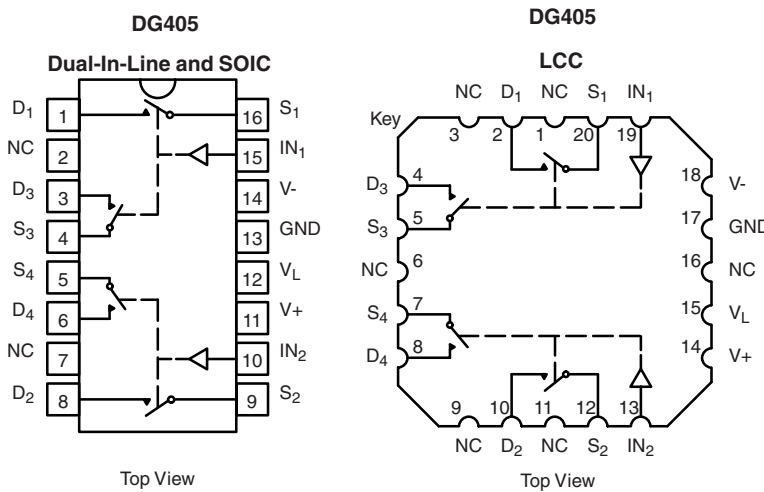 DG405
Dual-In-Line and SOIC
D1 1 16 S1
NC 2 15 IN1
D3 3 14 V-
S3 4 13 GND
S4 5 12 VL
D4 6 11 V+
NC 7 10 IN2
D2 8 9 S2
Top View
DG405
LCC
NC D1 NC S1 IN1
Key
3 2 1 20 19
D3 4 18 V-
S3 5 17 GND
NC 6 16 NC
S4 7 15 VL
D4 8 14 V+
9 10 11 12 13
NC D2 NC S2 IN2
Top View